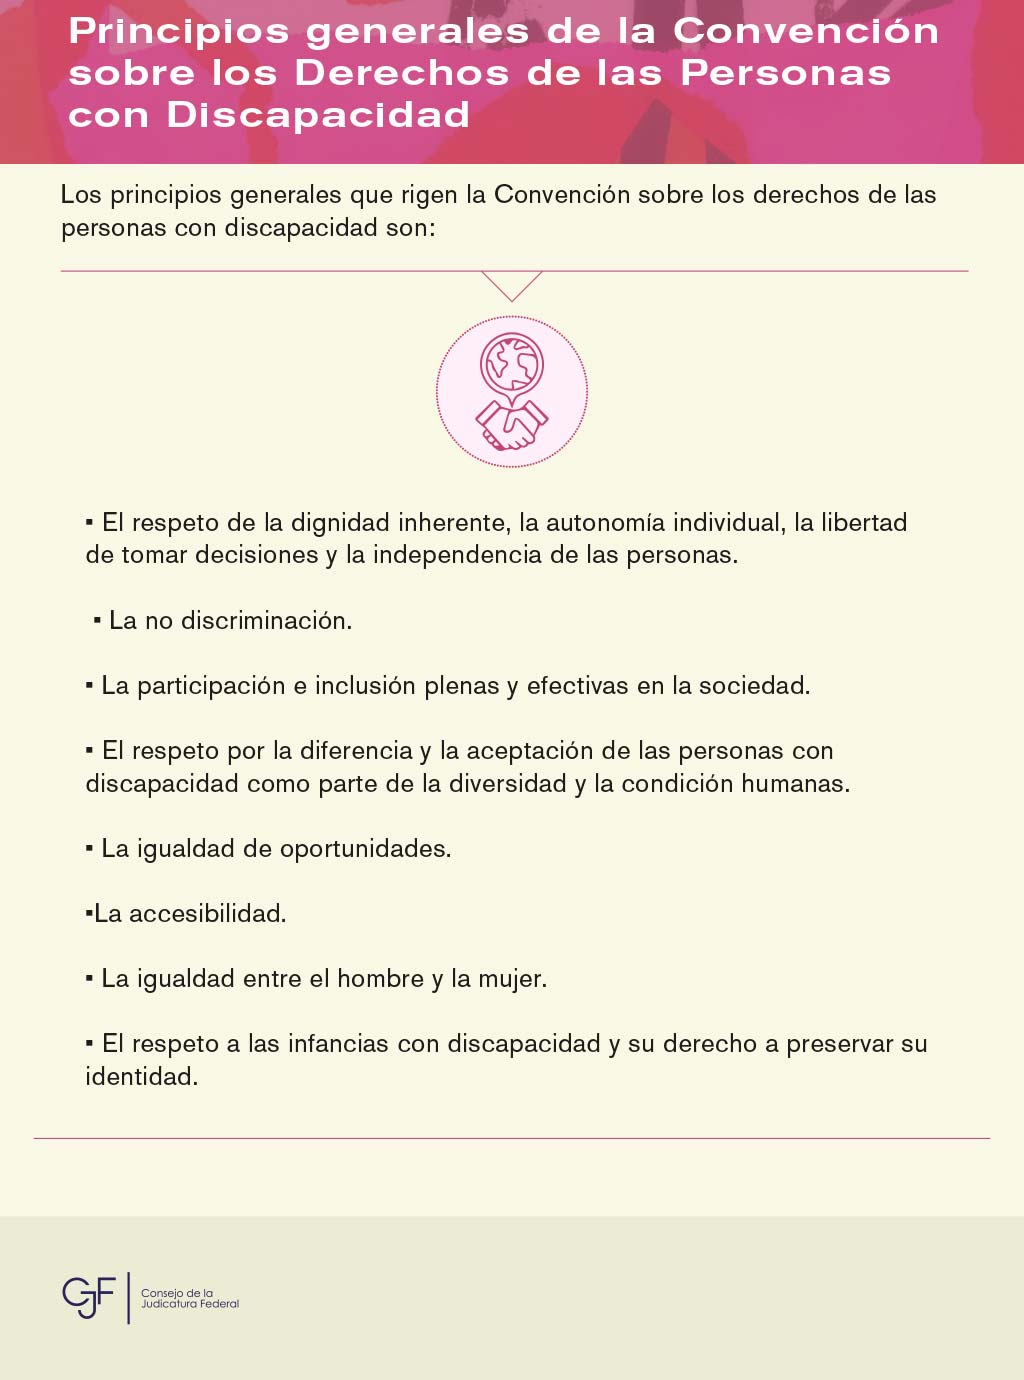 Principios generales de la Convención
sobre los Derechos de las Personas
con Discapacidad
Los principios generales que rigen la Convención sobre los derechos de las
personas con discapacidad son:
▪ El respeto de la dignidad inherente, la autonomía individual, la libertad
de tomar decisiones y la independencia de las personas.
▪ La no discriminación.
▪ La participación e inclusión plenas y efectivas en la sociedad.
▪ El respeto por la diferencia y la aceptación de las personas con
discapacidad como parte de la diversidad y la condición humanas.
▪ La igualdad de oportunidades.
▪La accesibilidad.
▪ La igualdad entre el hombre y la mujer.
▪ El respeto a las infancias con discapacidad y su derecho a preservar su
identidad.
CJF
Consejo de la
Judicatura Federal